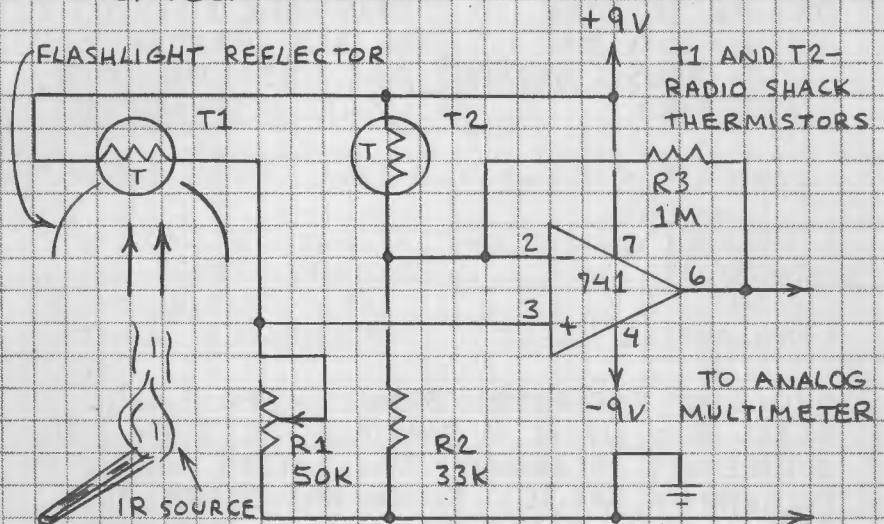 +9V
FLASHLIGHT REFLECTOR
T1 AND T2-
RADIO SHACK
THERMISTORS
T1
T2
T
T
R3
1M
2
-
7
741
6
3
+
4
-9V
TO ANALOG
MULTIMETER
R1
50K
R2
33K
IR SOURCE